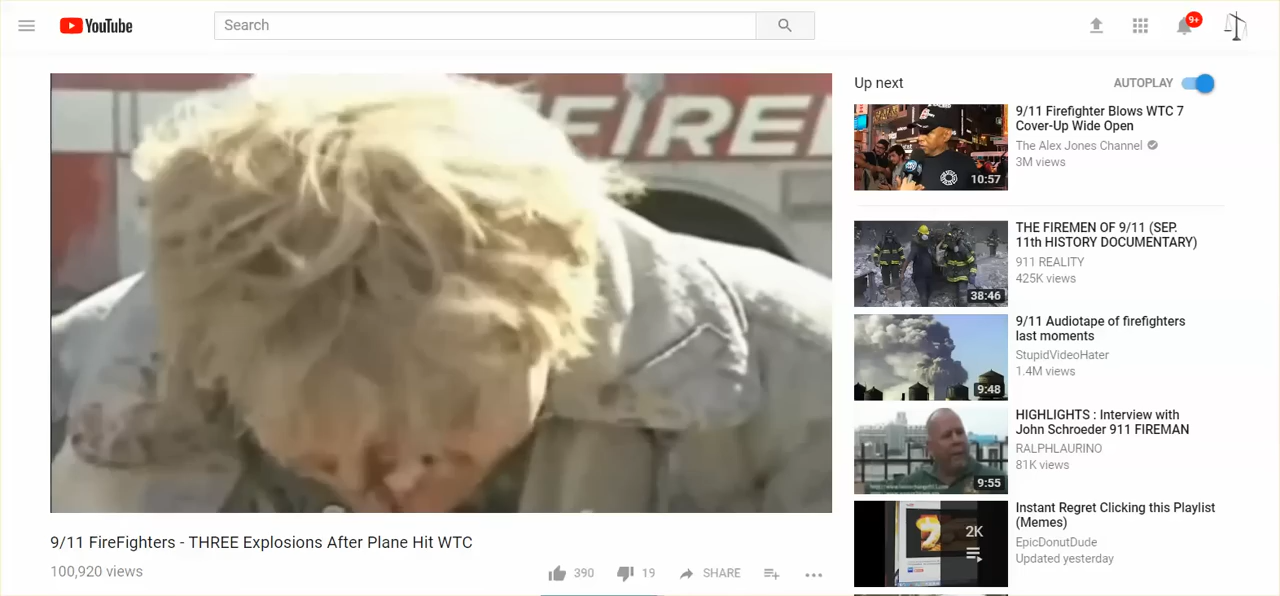 YouTube
Search
9+
FIRE
Up next
AUTOPLAY
9/11 Firefighter Blows WTC 7
Cover-Up Wide Open
The Alex Jones Channel
3M views
10:57
THE FIREMEN OF 9/11 (SEP.
11th HISTORY DOCUMENTARY)
911 REALITY
425K views
38:46
9/11 Audiotape of firefighters
last moments
StupidVideoHater
1.4M views
9:48
HIGHLIGHTS : Interview with
John Schroeder 911 FIREMAN
RALPHLAURINO
81K views
9:55
Instant Regret Clicking this Playlist
(Memes)
EpicDonutDude
Updated yesterday
2K
9/11 FireFighters - THREE Explosions After Plane Hit WTC
100,920 views
390
19
SHARE